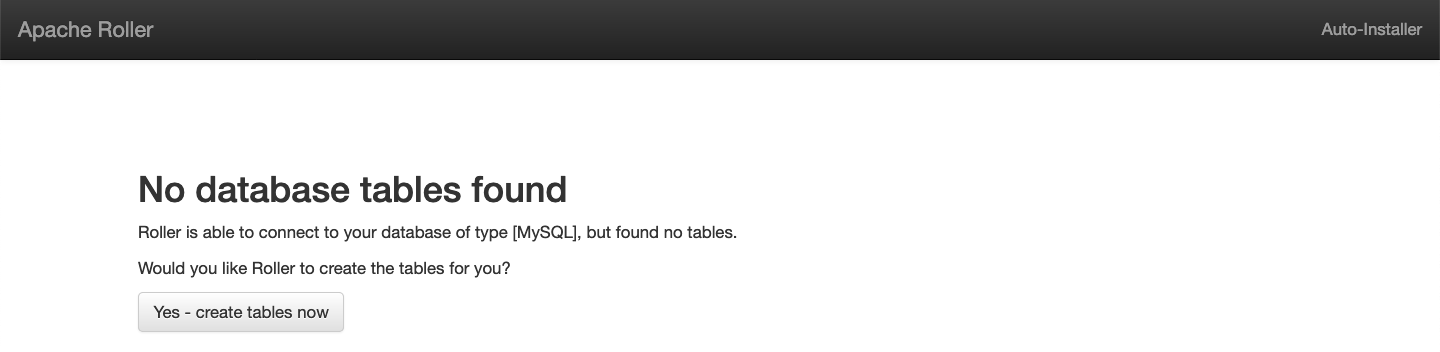 Apache Roller
Auto-Installer
No database tables found
Roller is able to connect to your database of type [MySQL], but found no tables.
Would you like Roller to create the tables for you?
Yes - create tables now